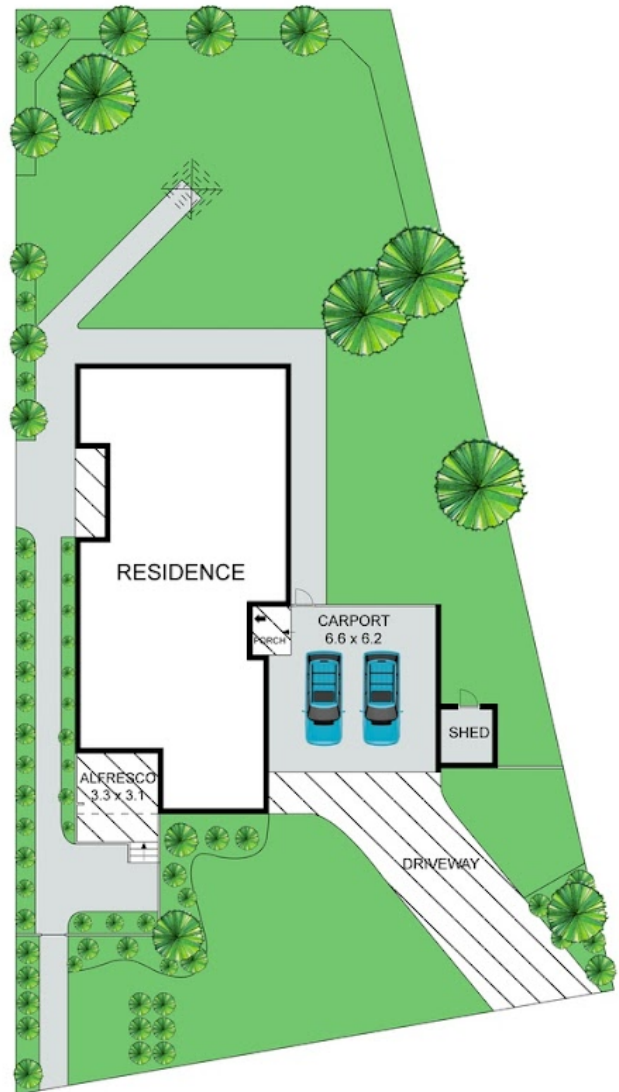 RESIDENCE
CARPORT
6.6 x 6.2
PORCH
SHED
ALFRESCO
3.3 x 3.1
DRIVEWAY